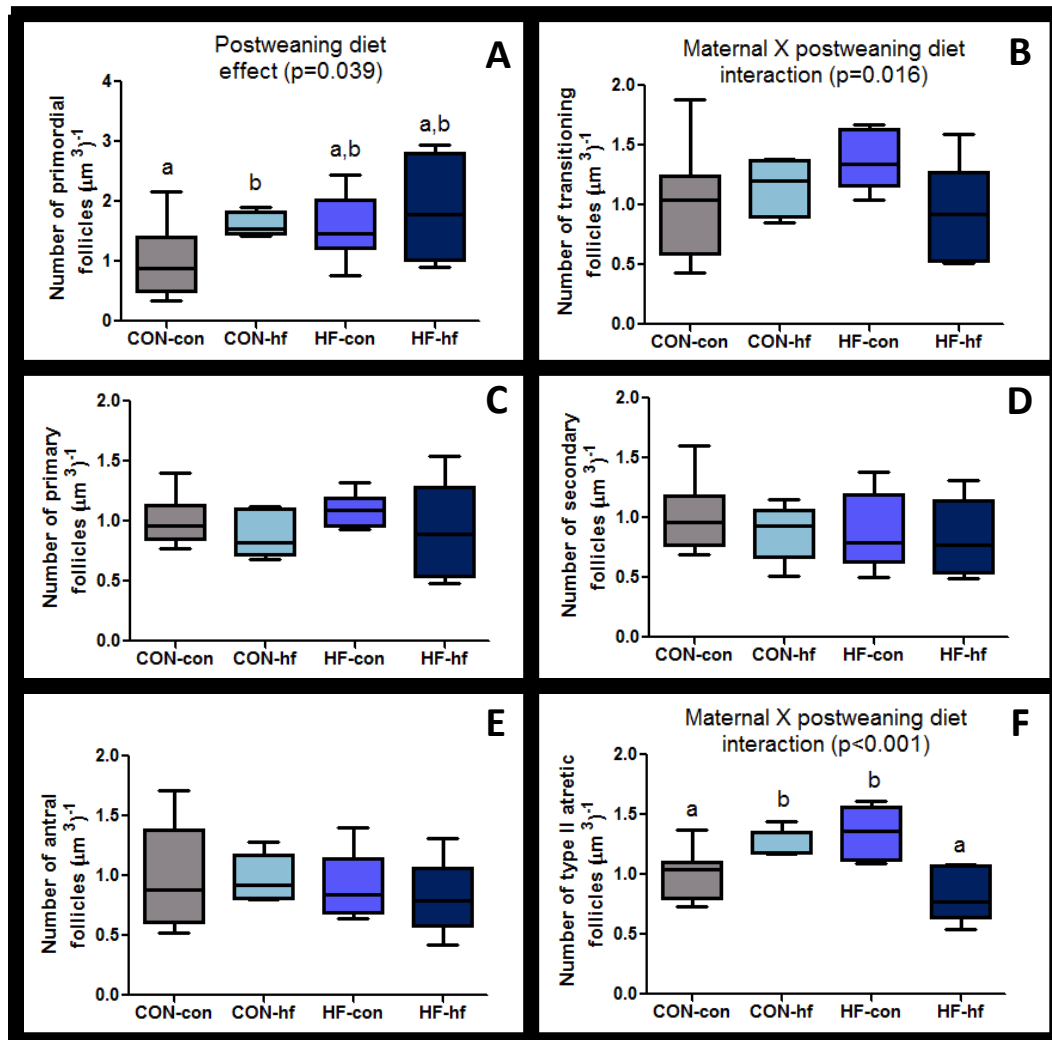 A
Postweaning diet
effect (p=0.039)
Number of primordial
follicles (μm ³)⁻¹
4
3
2
1
0
a
b
a,b
a,b
CON-con CON-hf HF-con HF-hf
B
Maternal X postweaning diet
interaction (p=0.016)
Number of transitioning
follicles (μm ³)⁻¹
2.0
1.5
1.0
0.5
0.0
CON-con CON-hf HF-con HF-hf
C
Number of primary
follicles (μm ³)⁻¹
2.0
1.5
1.0
0.5
0.0
CON-con CON-hf HF-con HF-hf
D
Number of secondary
follicles (μm ³)⁻¹
2.0
1.5
1.0
0.5
0.0
CON-con CON-hf HF-con HF-hf
E
Number of antral
follicles (μm ³)⁻¹
2.0
1.5
1.0
0.5
0.0
CON-con CON-hf HF-con HF-hf
F
Maternal X postweaning diet
interaction (p<0.001)
Number of type II atretic
follicles (μm ³)⁻¹
2.0
1.5
1.0
0.5
0.0
a
b
b
a
CON-con CON-hf HF-con HF-hf